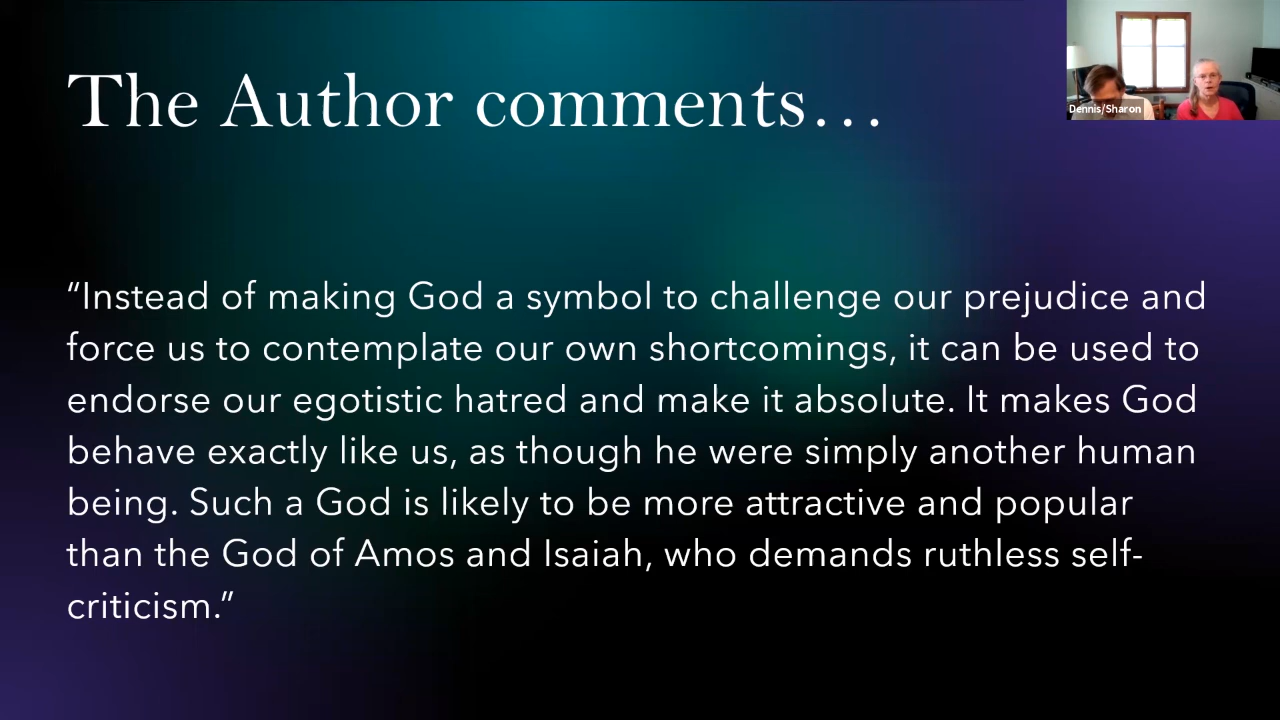 The Author comments…
Dennis/Sharon
“Instead of making God a symbol to challenge our prejudice and
force us to contemplate our own shortcomings, it can be used to
endorse our egotistic hatred and make it absolute. It makes God
behave exactly like us, as though he were simply another human
being. Such a God is likely to be more attractive and popular
than the God of Amos and Isaiah, who demands ruthless self-
criticism.”